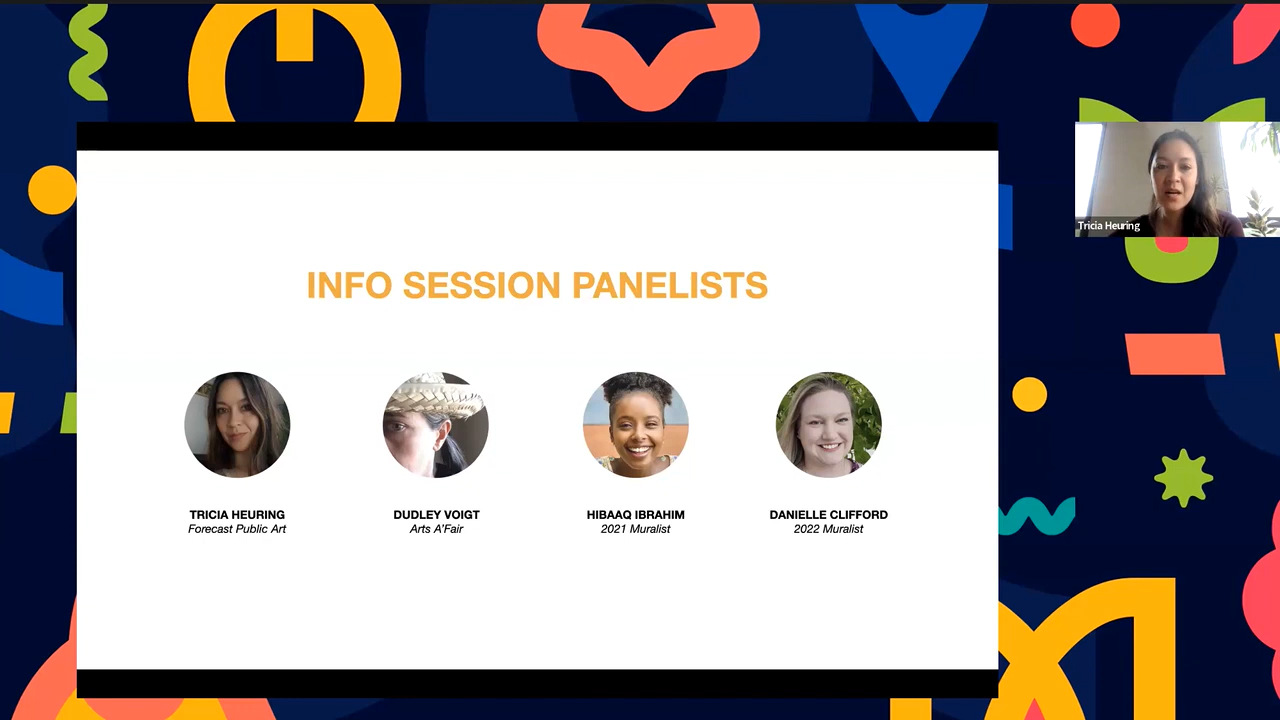 INFO SESSION PANELISTS
TRICIA HEURING
Forecast Public Art
DUDLEY VOIGT
Arts A'Fair
HIBAAQ IBRAHIM
2021 Muralist
DANIELLE CLIFFORD
2022 Muralist
Tricia Heuring